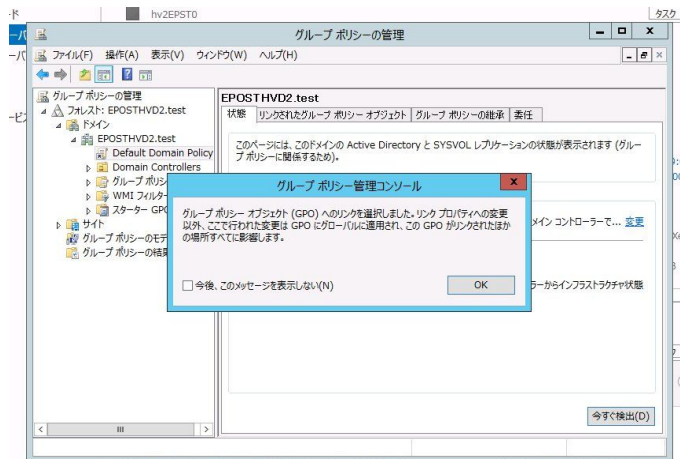 ード
hv2EPST0
タスク
グループ ポリシーの管理
ファイル(F) 操作(A) 表示(V) ウィンドウ(W) ヘルプ(H)
グループ ポリシーの管理
フォレスト: EPOSTHVD2.test
ドメイン
EPOSTHVD2.test
Default Domain Policy
Domain Controllers
グループ ポリシ
WMI フィルター
スターター GPO
サイト
グループ ポリシーのモデ
グループ ポリシーの結果
EPOSTHVD2.test
状態 リンクされたグループ ポリシー オブジェクト グループ ポリシーの継承 委任
このページには、このドメインの Active Directory と SYSVOL レプリケーションの状態が表示されます (グルー
プ ポリシーに関係するため)。
メイン コントローラーで... 変更
ラーからインフラストラクチャ状態
今すぐ検出(D)
グループ ポリシー管理コンソール
グループ ポリシー オブジェクト (GPO) へのリンクを選択しました。リンク プロパティへの変更
以外、ここで行われた変更は GPO にグローバルに適用され、この GPO がリンクされたほか
の場所すべてに影響します。
今後、このメッセージを表示しない(N)
OK